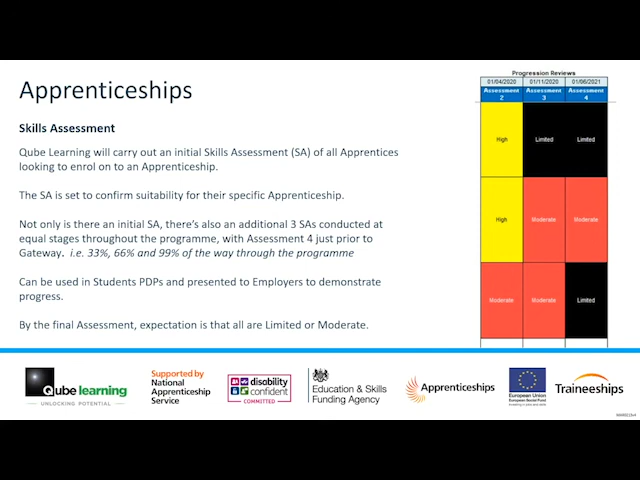 Apprenticeships
Skills Assessment
Qube Learning will carry out an initial Skills Assessment (SA) of all Apprentices
looking to enrol on to an Apprenticeship.
The SA is set to confirm suitability for their specific Apprenticeship.
Not only is there an initial SA, there's also an additional 3 SAs conducted at
equal stages throughout the programme, with Assessment 4 just prior to
Gateway. i.e. 33%, 66% and 99% of the way through the programme
Can be used in Students PDPs and presented to Employers to demonstrate
progress.
By the final Assessment, expectation is that all are Limited or Moderate.
Progression Reviews
01/04/2020 01/11/2020 01/06/2021
Assessment 2 Assessment 3 Assessment 4
High Limited Limited
High Moderate Moderate
Moderate Moderate Limited
Qube learning
UNLOCKING POTENTIAL
Supported by
National
Apprenticeship
Service
disability
confident
COMMITTED
Education & Skills
Funding Agency
Apprenticeships
European Union
European Social Fund
Traineeships